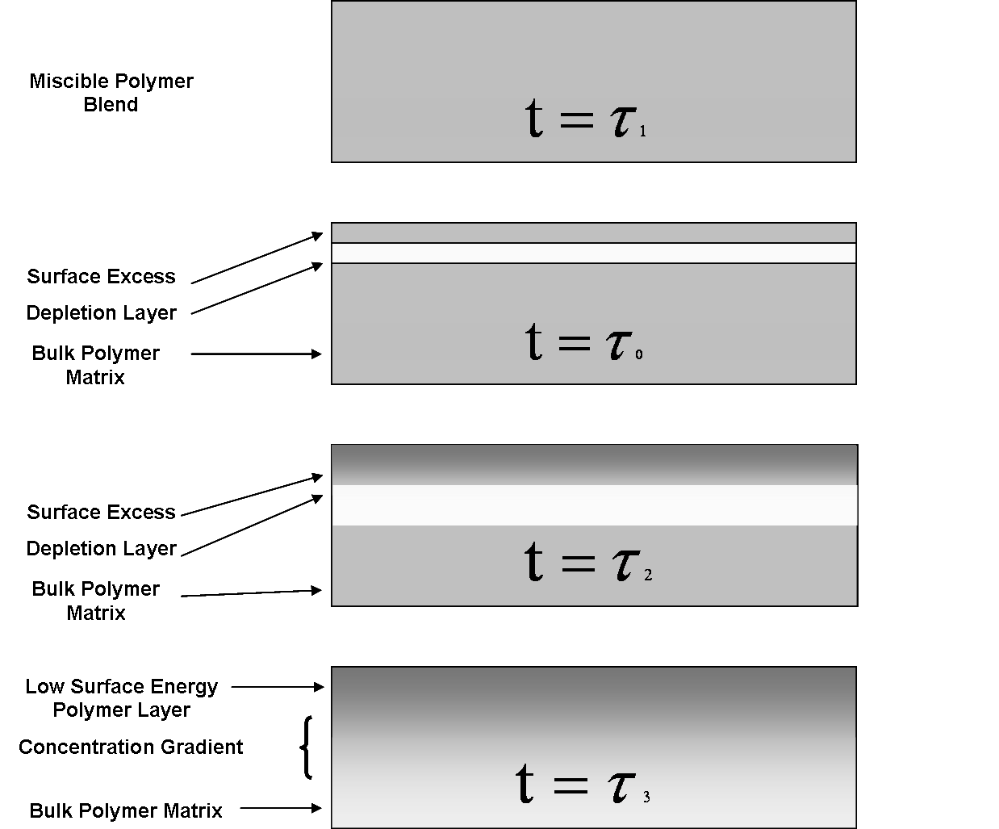 Miscible Polymer
Blend
t = τ1
Surface Excess
Depletion Layer
Bulk Polymer
Matrix
t = τ0
Surface Excess
Depletion Layer
Bulk Polymer
Matrix
t = τ2
Low Surface Energy
Polymer Layer
Concentration Gradient
Bulk Polymer Matrix
t = τ3